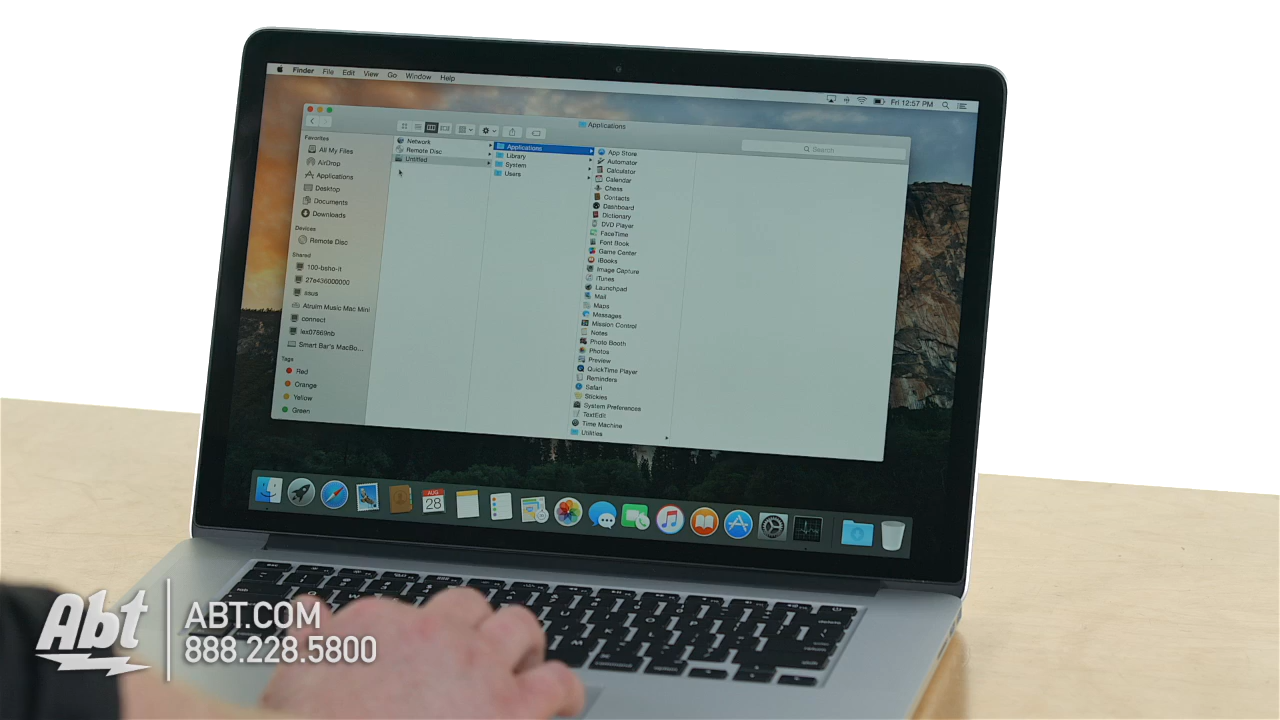 Finder File Edit View Go Window Help
Fri 12:57 PM
Applications
Search
Favorites
All My Files
AirDrop
Applications
Desktop
Documents
Downloads
Devices
Remote Disc
Shared
100-bsho-it
27e436000000
asus
Atruim Music Mac Mini
connect
lex07869nb
Smart Bar's MacBo...
Tags
Red
Orange
Yellow
Green
Network
Remote Disc
Untitled
Applications
Library
System
Users
App Store
Automator
Calculator
Calendar
Chess
Contacts
Dashboard
Dictionary
DVD Player
FaceTime
Font Book
Game Center
iBooks
Image Capture
iTunes
Launchpad
Mail
Maps
Messages
Mission Control
Notes
Photo Booth
Photos
Preview
QuickTime Player
Reminders
Safari
Stickies
System Preferences
TextEdit
Time Machine
Utilities
AUG
28
Abt
ABT.COM
888.228.5800